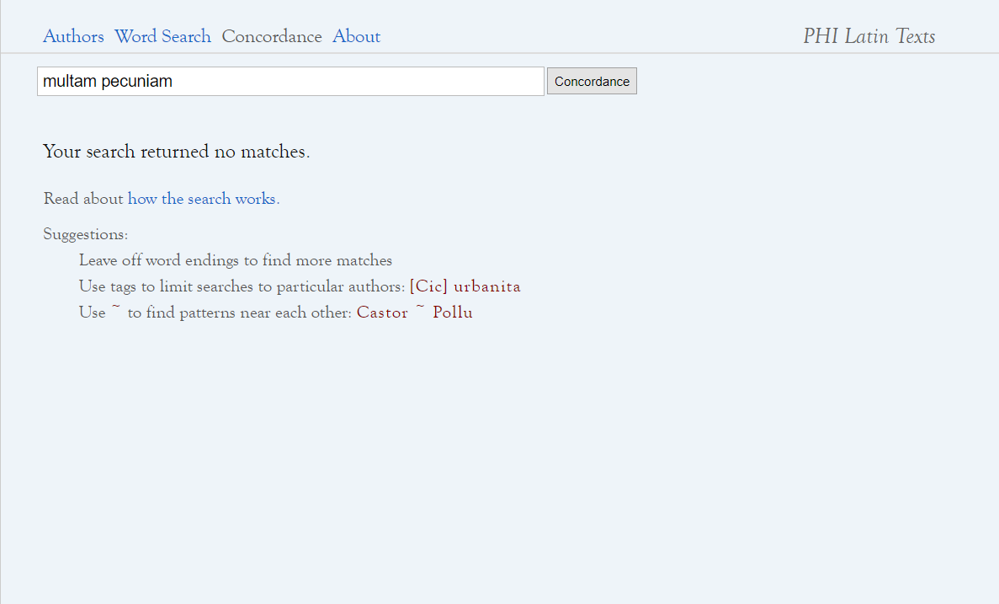 Authors Word Search Concordance About PHI Latin Texts
multam pecuniam Concordance
Your search returned no matches.
Read about how the search works.
Suggestions:
Leave off word endings to find more matches
Use tags to limit searches to particular authors: [Cic] urbanita
Use ~ to find patterns near each other: Castor ~ Pollu